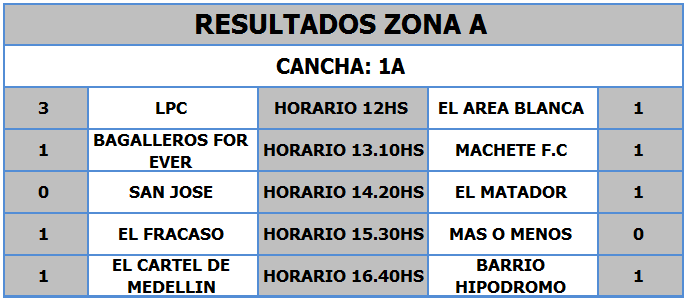 RESULTADOS ZONA A
CANCHA: 1A
3 LPC HORARIO 12HS EL AREA BLANCA 1
1 BAGALLEROS FOR EVER HORARIO 13.10HS MACHETE F.C 1
0 SAN JOSE HORARIO 14.20HS EL MATADOR 1
1 EL FRACASO HORARIO 15.30HS MAS O MENOS 0
1 EL CARTEL DE MEDELLIN HORARIO 16.40HS BARRIO HIPODROMO 1